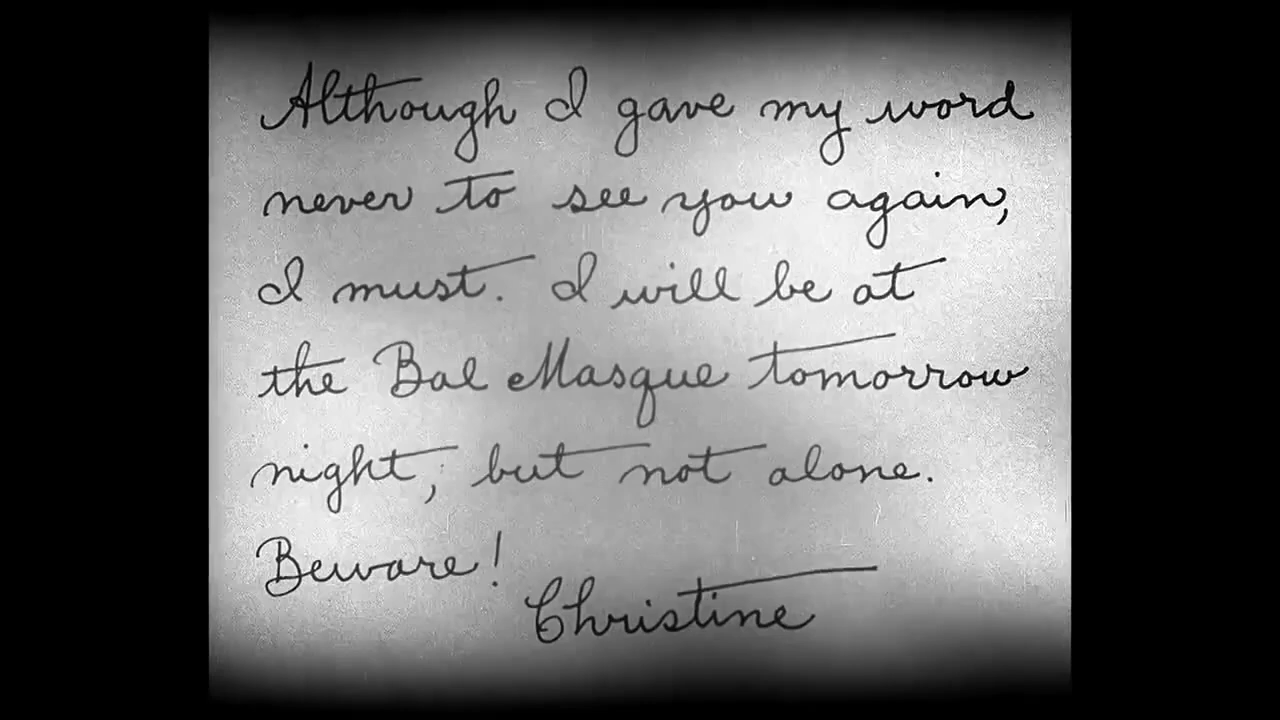 Although I gave my word
never to see you again,
I must. I will be at
the Bal Masque tomorrow
night, but not alone.
Beware!
Christine